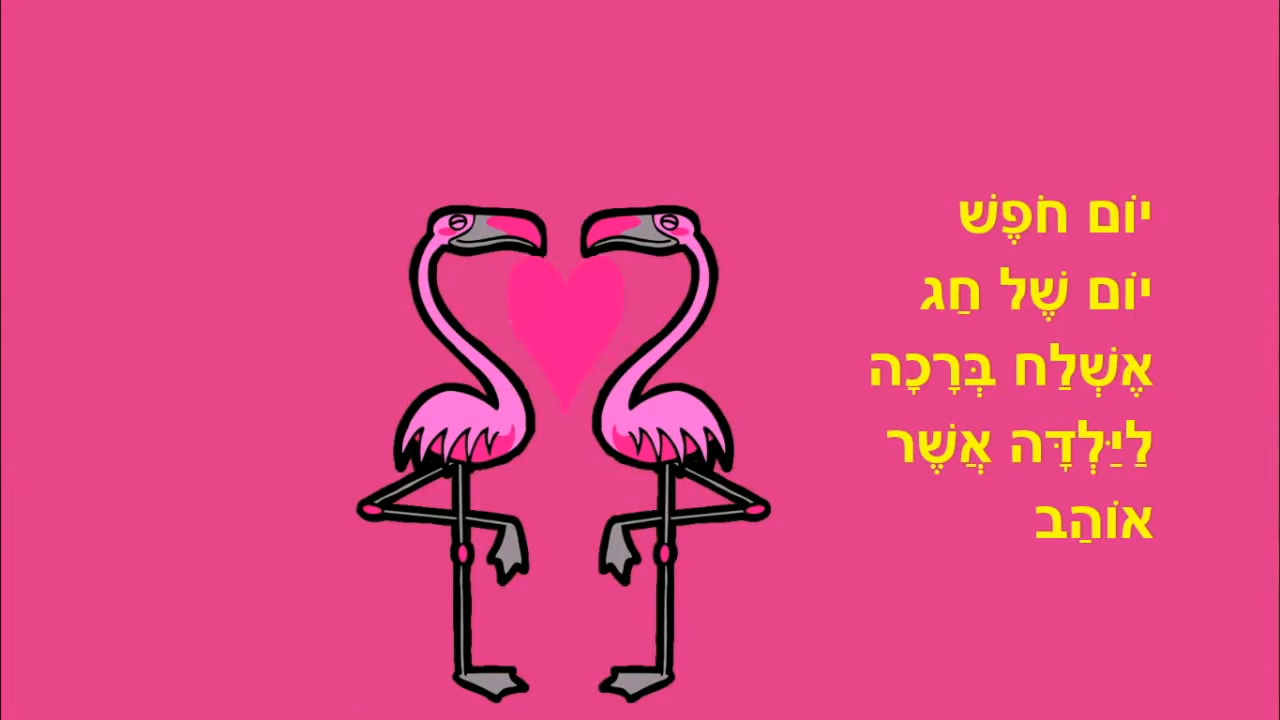 יוֹם חֹפֶשׁ
יוֹם שֶׁל חַג
אֶשְׁלַח בְּרָכָה
לַיַּלְדָּה אֲשֶׁר
אוֹהַב